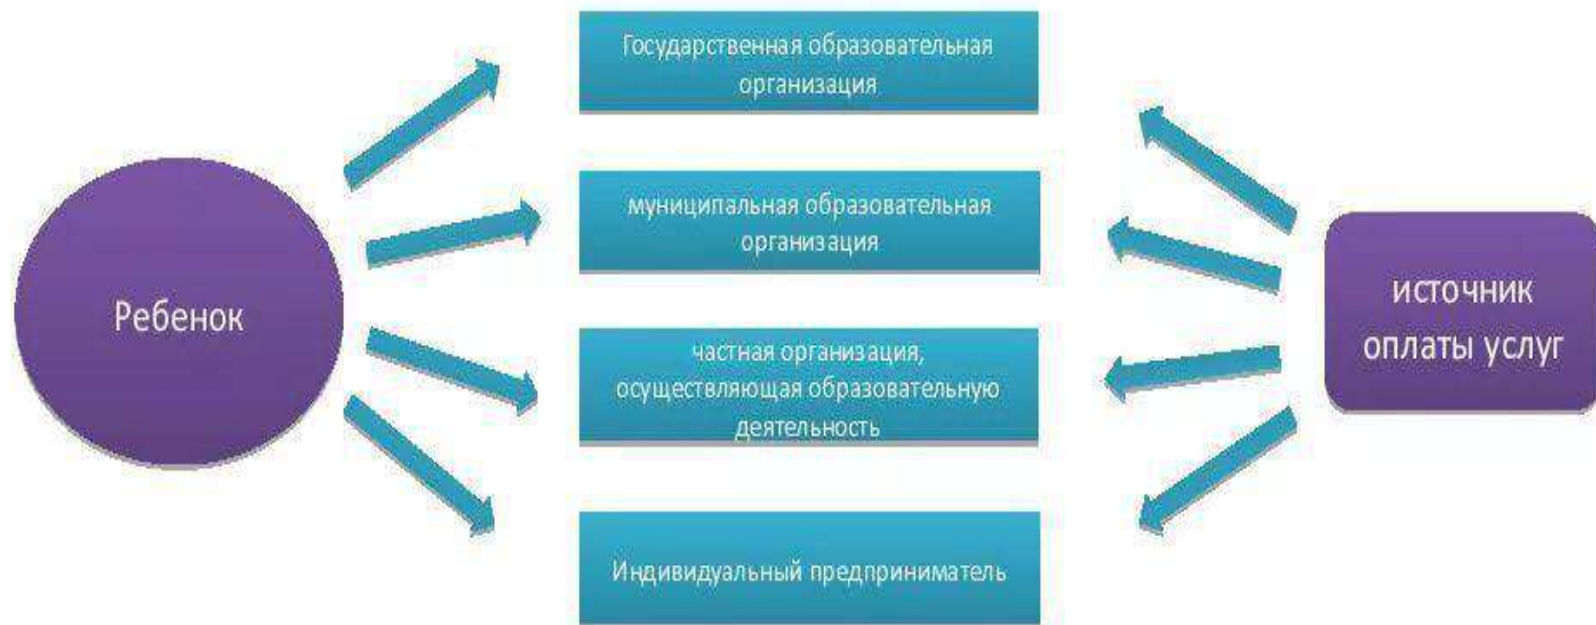 Государственная образовательная
организация
муниципальная образовательная
организация
Ребенок
источник
оплаты услуг
частная организация,
осуществляющая образовательную
деятельность
Индивидуальный предприниматель